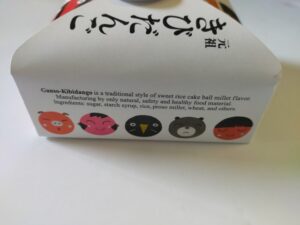 元祖
きびだんご
Ganso-Kibidango is a traditional style of sweet rice cake ball millet flavor
Manufacturing by only natural, safety and healthy food material
Ingredients: sugar, starch syrup, rice, proso millet, wheat, and others